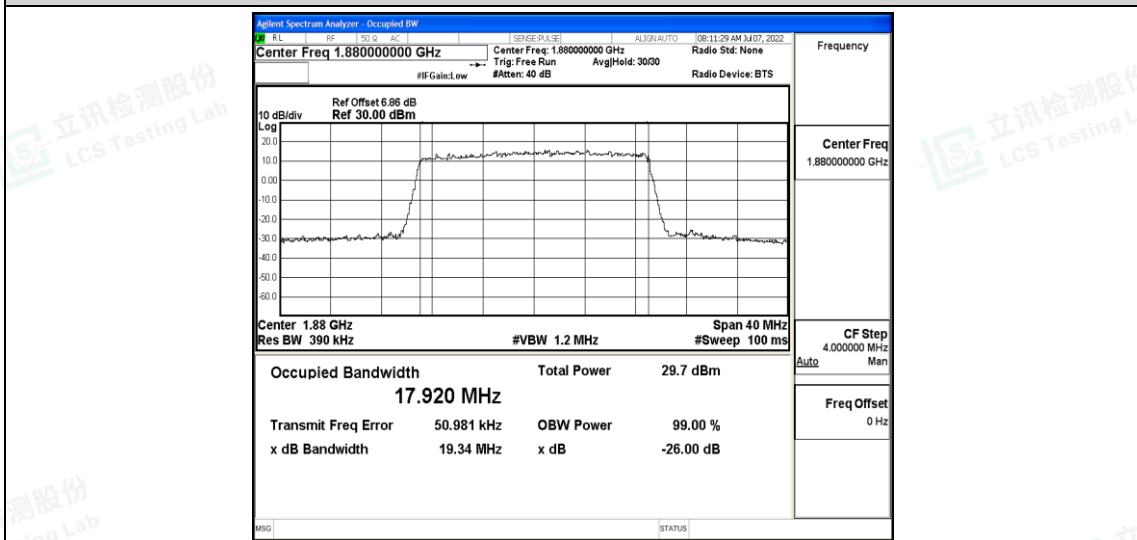 Agilent Spectrum Analyzer - Occupied BW
RL RF 50 Ω AC SENSE:PULSE ALIGN AUTO 08:11:29 AM Jul 07, 2022
Center Freq 1.880000000 GHz
Center Freq: 1.880000000 GHz
Radio Std: None
Trig: Free Run Avg|Hold: 30/30
#IFGain:Low
#Atten: 40 dB
Radio Device: BTS
Frequency
Ref Offset 6.86 dB
10 dB/div Ref 30.00 dBm
Log
20.0
10.0
0.00
-10.0
-20.0
-30.0
-40.0
-50.0
-60.0
Center Freq
1.880000000 GHz
Center 1.88 GHz
Span 40 MHz
Res BW 390 kHz
#VBW 1.2 MHz
#Sweep 100 ms
CF Step
4.000000 MHz
Auto Man
Occupied Bandwidth
Total Power 29.7 dBm
17.920 MHz
Transmit Freq Error 50.981 kHz
OBW Power 99.00 %
x dB Bandwidth 19.34 MHz
x dB -26.00 dB
Freq Offset
0 Hz
MSG
STATUS
立讯检测股份
LCS Testing Lab
立讯检测股
LCS Testing L
测股份
ng Lab